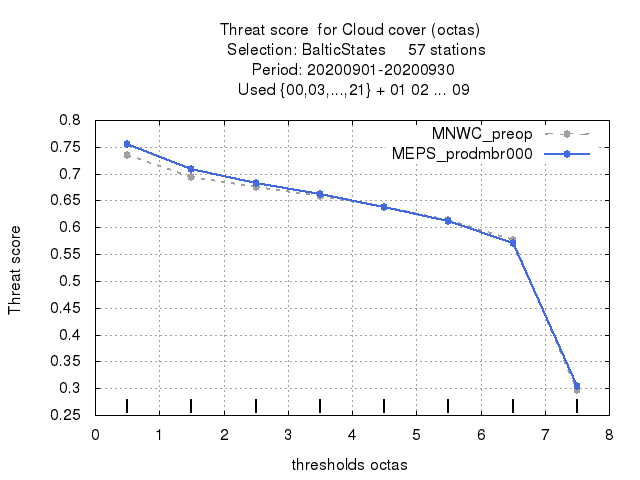 Threat score  for Cloud cover (octas)
Selection: BalticStates     57 stations
Period: 20200901-20200930
Used {00,03,...,21} + 01 02 ... 09
MNWC_preop
MEPS_prodmbr000
Threat score
0.8
0.75
0.7
0.65
0.6
0.55
0.5
0.45
0.4
0.35
0.3
0.25
0 1 2 3 4 5 6 7 8
thresholds octas